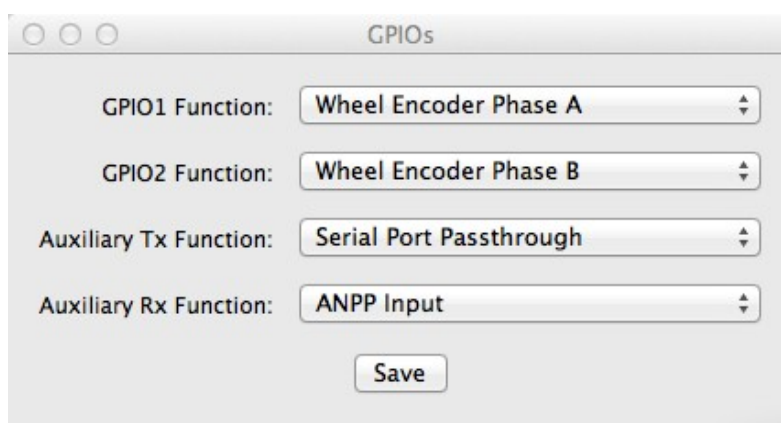 GPIOs
GPIO1 Function: Wheel Encoder Phase A
GPIO2 Function: Wheel Encoder Phase B
Auxiliary Tx Function: Serial Port Passthrough
Auxiliary Rx Function: ANPP Input
Save